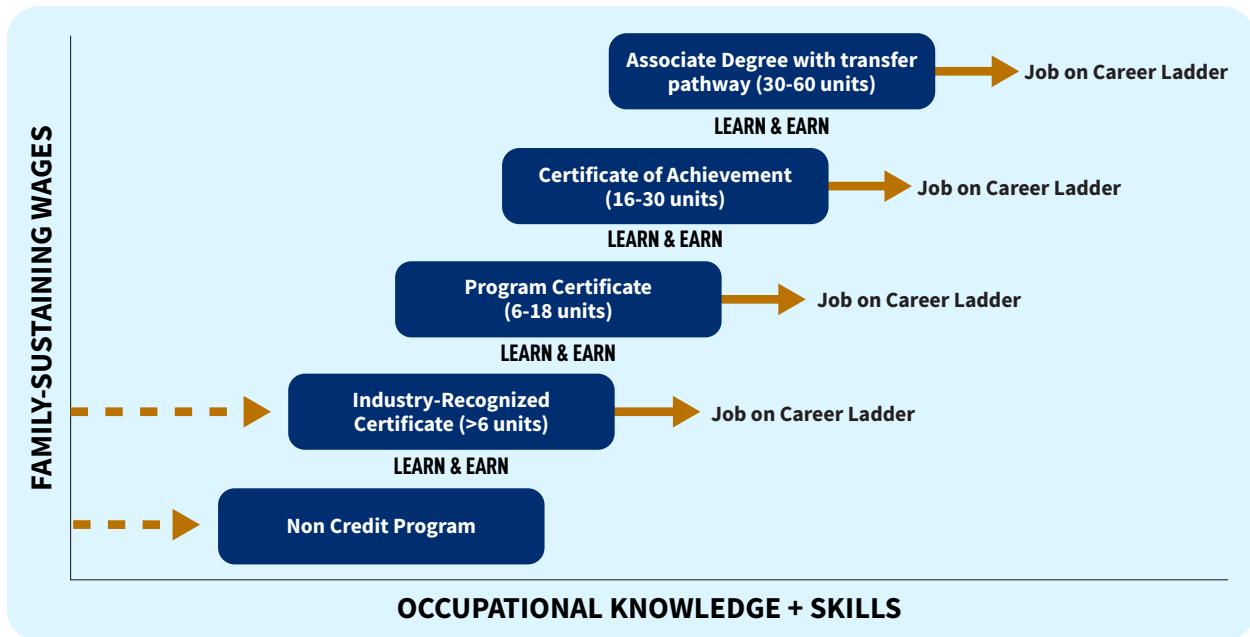 Associate Degree with transfer
pathway (30-60 units)
Job on Career Ladder
LEARN & EARN
Certificate of Achievement
(16-30 units)
Job on Career Ladder
LEARN & EARN
Program Certificate
(6-18 units)
Job on Career Ladder
LEARN & EARN
Industry-Recognized
Certificate (>6 units)
Job on Career Ladder
LEARN & EARN
Non Credit Program
FAMILY-SUSTAINING WAGES
OCCUPATIONAL KNOWLEDGE + SKILLS